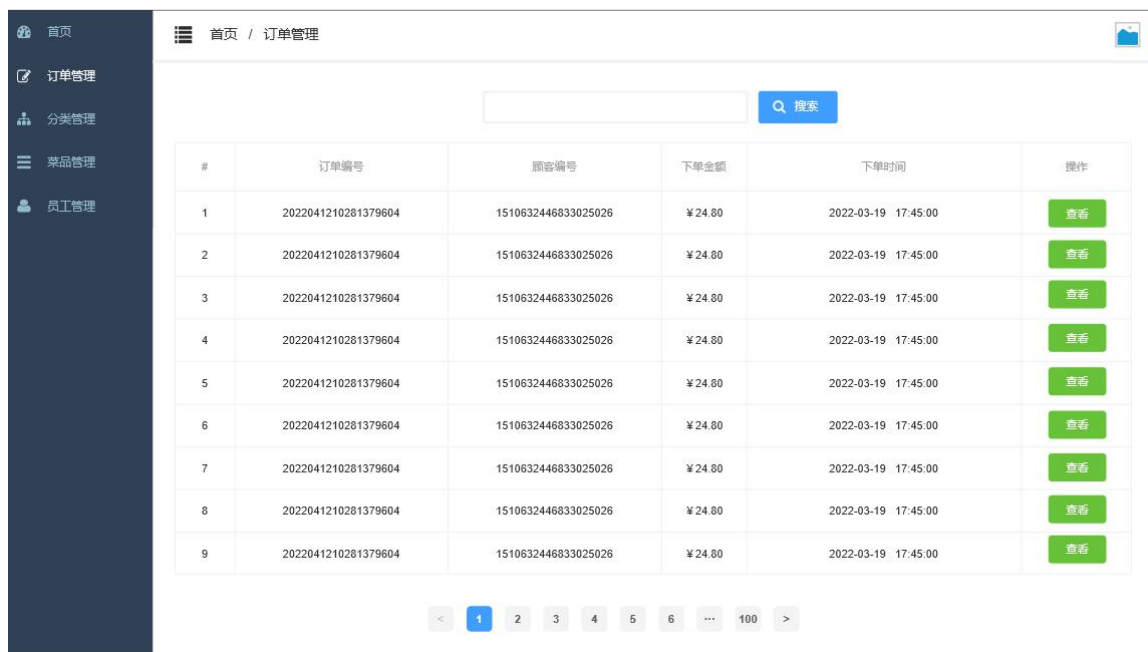 首页
订单管理
分类管理
菜品管理
员工管理
首页 / 订单管理
搜索
# 订单编号 顾客编号 下单金额 下单时间 操作
1 2022041210281379604 1510632446833025026 ¥24.80 2022-03-19 17:45:00 查看
2 2022041210281379604 1510632446833025026 ¥24.80 2022-03-19 17:45:00 查看
3 2022041210281379604 1510632446833025026 ¥24.80 2022-03-19 17:45:00 查看
4 2022041210281379604 1510632446833025026 ¥24.80 2022-03-19 17:45:00 查看
5 2022041210281379604 1510632446833025026 ¥24.80 2022-03-19 17:45:00 查看
6 2022041210281379604 1510632446833025026 ¥24.80 2022-03-19 17:45:00 查看
7 2022041210281379604 1510632446833025026 ¥24.80 2022-03-19 17:45:00 查看
8 2022041210281379604 1510632446833025026 ¥24.80 2022-03-19 17:45:00 查看
9 2022041210281379604 1510632446833025026 ¥24.80 2022-03-19 17:45:00 查看
< 1 2 3 4 5 6 ··· 100 >